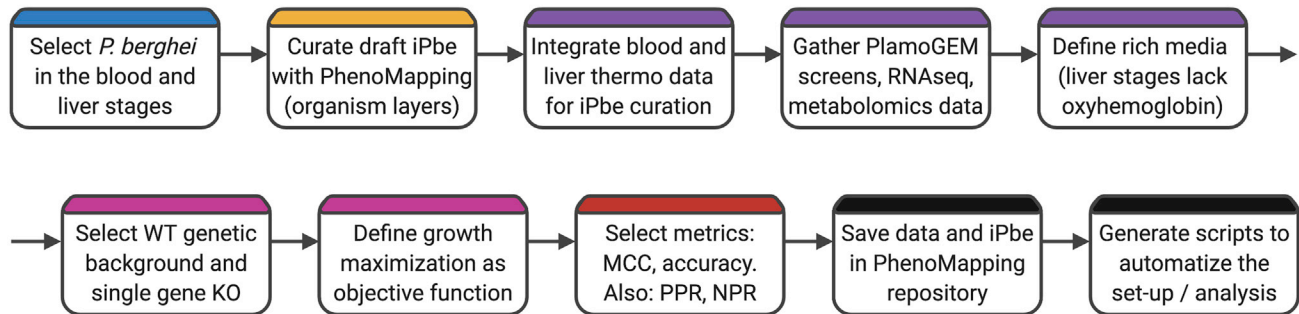 Select P. berghei
in the blood and
liver stages
Curate draft iPbe
with PhenoMapping
(organism layers)
Integrate blood and
liver thermo data
for iPbe curation
Gather PlamoGEM
screens, RNAseq,
metabolomics data
Define rich media
(liver stages lack
oxyhemoglobin)
Select WT genetic
background and
single gene KO
Define growth
maximization as
objective function
Select metrics:
MCC, accuracy.
Also: PPR, NPR
Save data and iPbe
in PhenoMapping
repository
Generate scripts to
automatize the
set-up / analysis